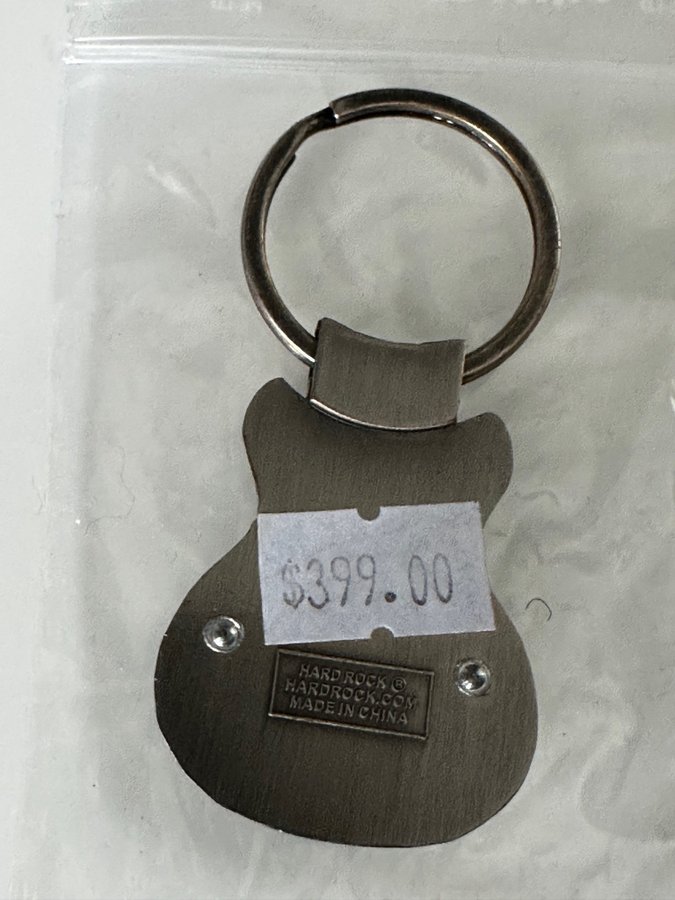 $399.00
HARD ROCK ®
HARDROCK.COM
MADE IN CHINA